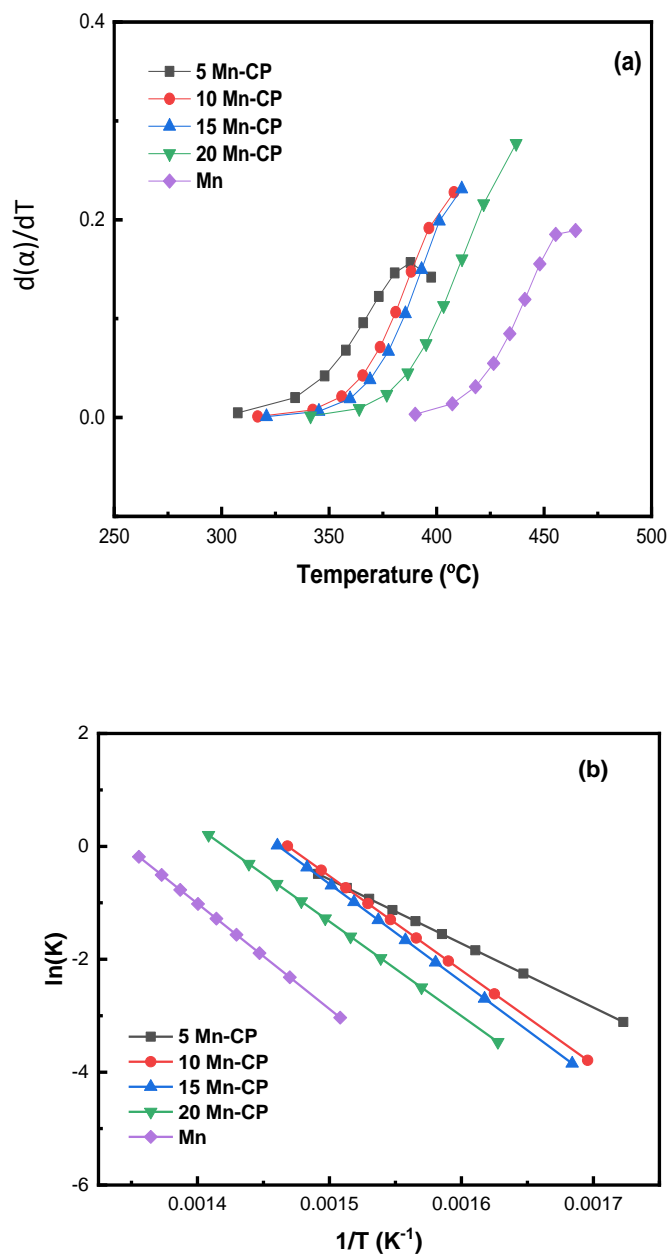 0.4
(a)
5 Mn-CP
10 Mn-CP
15 Mn-CP
20 Mn-CP
Mn
0.2
0.0
d(α)/dT
250 300 350 400 450 500
Temperature (ºC)
2
(b)
0
-2
ln(K)
5 Mn-CP
10 Mn-CP
15 Mn-CP
20 Mn-CP
Mn
-4
-6
0.0014 0.0015 0.0016 0.0017
1/T (K⁻¹)